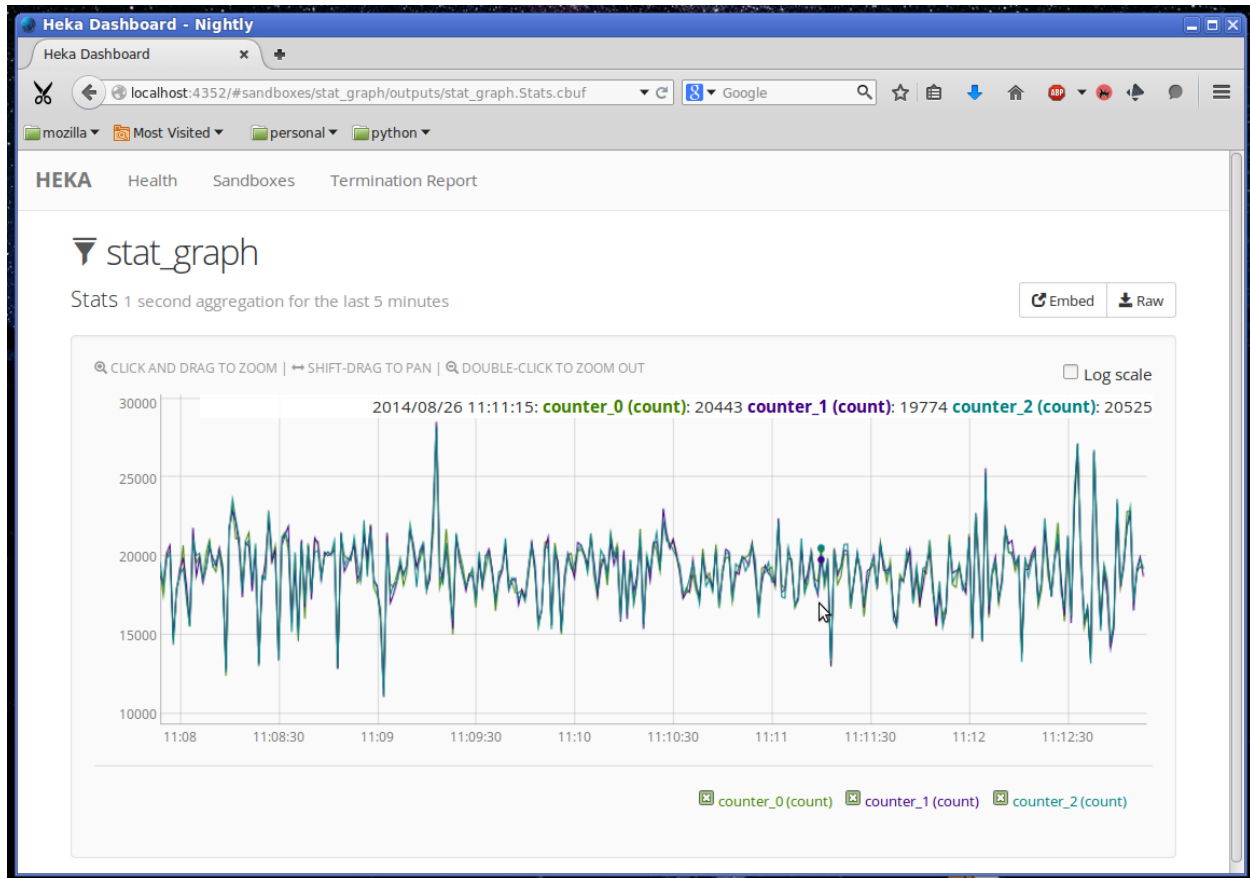 Heka Dashboard - Nightly
Heka Dashboard
localhost:4352/#sandboxes/stat_graph/outputs/stat_graph.Stats.cbuf
8 Google
ABP
mozilla Most Visited personal python
HEKA Health Sandboxes Termination Report
stat_graph
Stats 1 second aggregation for the last 5 minutes
Embed Raw
CLICK AND DRAG TO ZOOM | SHIFT-DRAG TO PAN | DOUBLE-CLICK TO ZOOM OUT
Log scale
2014/08/26 11:11:15: counter_0 (count): 20443 counter_1 (count): 19774 counter_2 (count): 20525
30000
25000
20000
15000
10000
11:08 11:08:30 11:09 11:09:30 11:10 11:10:30 11:11 11:11:30 11:12 11:12:30
counter_0 (count) counter_1 (count) counter_2 (count)